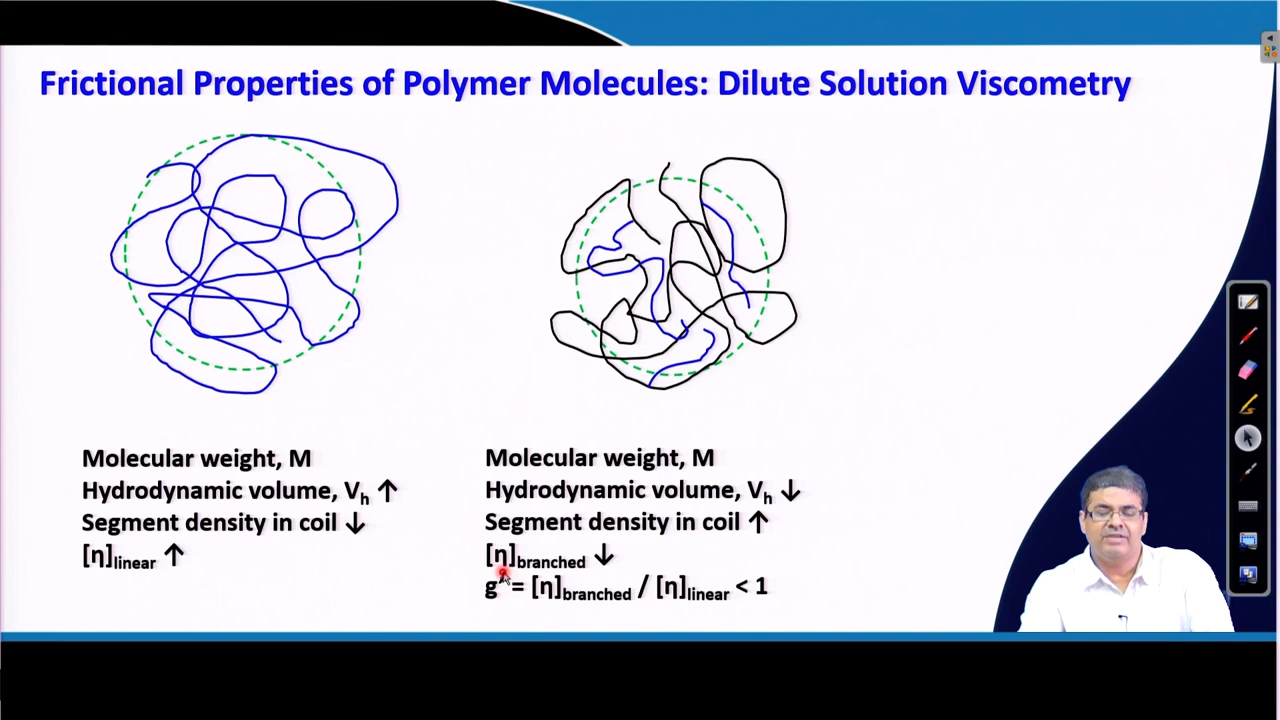 Frictional Properties of Polymer Molecules: Dilute Solution Viscometry
Molecular weight, M
Hydrodynamic volume, Vₕ ↑
Segment density in coil ↓
[η]linear ↑
Molecular weight, M
Hydrodynamic volume, Vₕ ↓
Segment density in coil ↑
[η]branched ↓
g' = [η]branched / [η]linear < 1